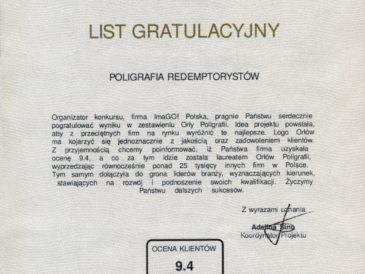 LIST GRATULACYJNY
POLIGRAFIA REDEMPTORYSTÓW
Organizator konkursu, firma ImaGO! Polska, pragnie Państwu serdecznie
pogratulować wyniku w zestawieniu Orły Poligrafii. Idea projektu powstała,
aby z przeciętnych firm na rynku wyróżnić te najlepsze. Logo Orłów
ma kojarzyć się jednoznacznie z jakością oraz zadowoleniem klientów.
Z przyjemnością chcemy poinformować, iż Państwa firma uzyskała
ocenę 9.4, a co za tym idzie została laureatem Orłów Poligrafii,
wyprzedzając równocześnie ponad 25 tysięcy innych firm w Polsce.
Tym samym dołączyła do grona liderów branży, wyznaczających kierunek,
stawiających na rozwój i podnoszenie swoich kwalifikacji. Życzymy
Państwu dalszych sukcesów.
Z wyrazami uznania
Adelina
Koordynator Projektu
OCENA KLIENTÓW
9.4